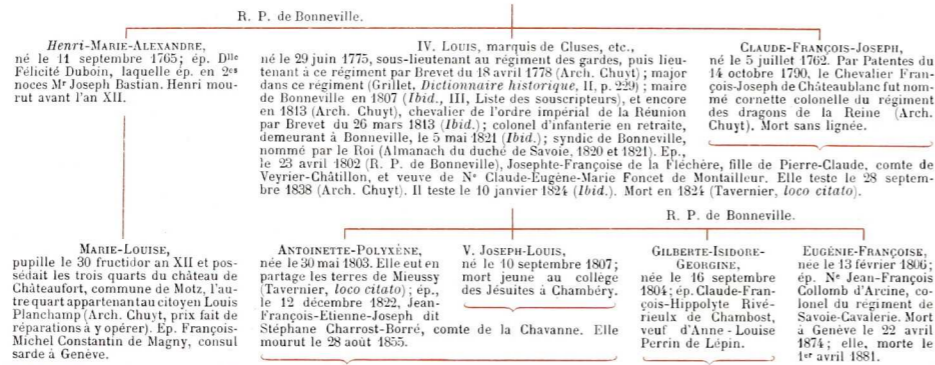 R. P. de Bonneville.
Henri-Marie-Alexandre,
né le 11 septembre 1765; ép. Dlle
Félicité Duboin, laquelle ép. en 2es
noces Mr Joseph Bastian. Henri mou-
rut avant l'an XII.
IV. Louis, marquis de Cluses, etc.,
né le 29 juin 1775, sous-lieutenant au régiment des gardes, puis lieu-
tenant à ce régiment par Brevet du 18 avril 1778 (Arch. Chuyt); major
dans ce régiment (Grillet, Dictionnaire historique, II, p. 229); maire
de Bonneville en 1807 (Ibid., III, Liste des souscripteurs), et encore
en 1813 (Arch. Chuyt), chevalier de l'ordre impérial de la Réunion
par Brevet du 26 mars 1813 (Ibid.); colonel d'infanterie en retraite,
demeurant à Bonneville, le 5 mai 1821 (Ibid.); syndic de Bonneville,
nommé par le Roi (Almanach du duché de Savoie, 1820 et 1821). Ep.,
le 23 avril 1802 (R. P. de Bonneville), Josephte-Françoise de la Fléchère, fille de Pierre-Claude, comte de
Veyrier-Châtillon, et veuve de Ne Claude-Eugène-Marie Foncet de Montailleur. Elle teste le 28 septem-
bre 1838 (Arch. Chuyt). Il teste le 10 janvier 1824 (Ibid.). Mort en 1824 (Tavernier, loco citato).
Claude-François-Joseph,
né le 5 juillet 1762. Par Patentes du
14 octobre 1790, le Chevalier Fran-
çois-Joseph de Châteaublanc fut nom-
mé cornette colonelle du régiment
des dragons de la Reine (Arch.
Chuyt). Mort sans lignée.
R. P. de Bonneville.
Marie-Louise,
pupille le 30 fructidor an XII et pos-
sédait les trois quarts du château de
Châteaufort, commune de Motz, l'au-
tre quart appartenant au citoyen Louis
Planchamp (Arch. Chuyt, prix fait de
réparations à y opérer). Ep. François-
Michel Constantin de Magny, consul
sarde à Genève.
Antoinette-Polyxène,
née le 30 mai 1803. Elle eut en
partage les terres de Mieussy
(Tavernier, loco citato); ép.,
le 12 décembre 1822, Jean-
François-Etienne-Joseph dit
Stéphane Charrost-Borré, comte de la Chavanne. Elle
mourut le 28 août 1855.
V. Joseph-Louis,
né le 10 septembre 1807;
mort jeune au collège
des Jésuites à Chambéry.
Gilberte-Isidore-
Georgine,
née le 16 septembre
1804; ép. Claude-Fran-
çois-Hippolyte Rivé-
rieulx de Chambost,
veuf d'Anne-Louise
Perrin de Lépin.
Eugénie-Françoise,
née le 13 février 1806;
ép. Ne Jean-François
Collomb d'Arcine, co-
lonel du régiment de
Savoie-Cavalerie. Mort
à Genève le 22 avril
1874; elle, morte le
1er avril 1881.